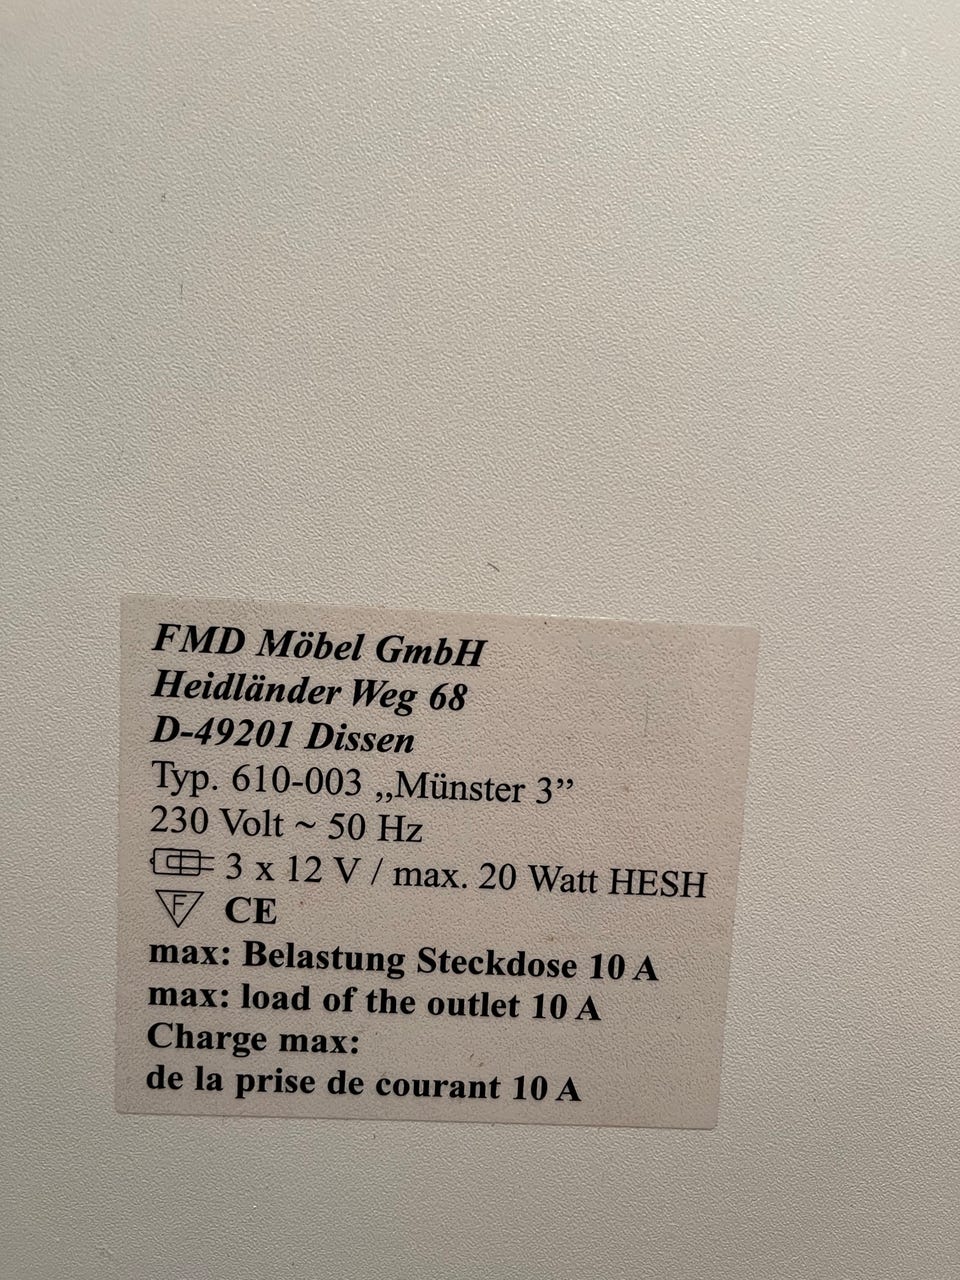 FMD Möbel GmbH
Heidländer Weg 68
D-49201 Dissen
Typ. 610-003 „Münster 3”
230 Volt ~ 50 Hz
3 x 12 V / max. 20 Watt HESH
F CE
max: Belastung Steckdose 10 A
max: load of the outlet 10 A
Charge max:
de la prise de courant 10 A